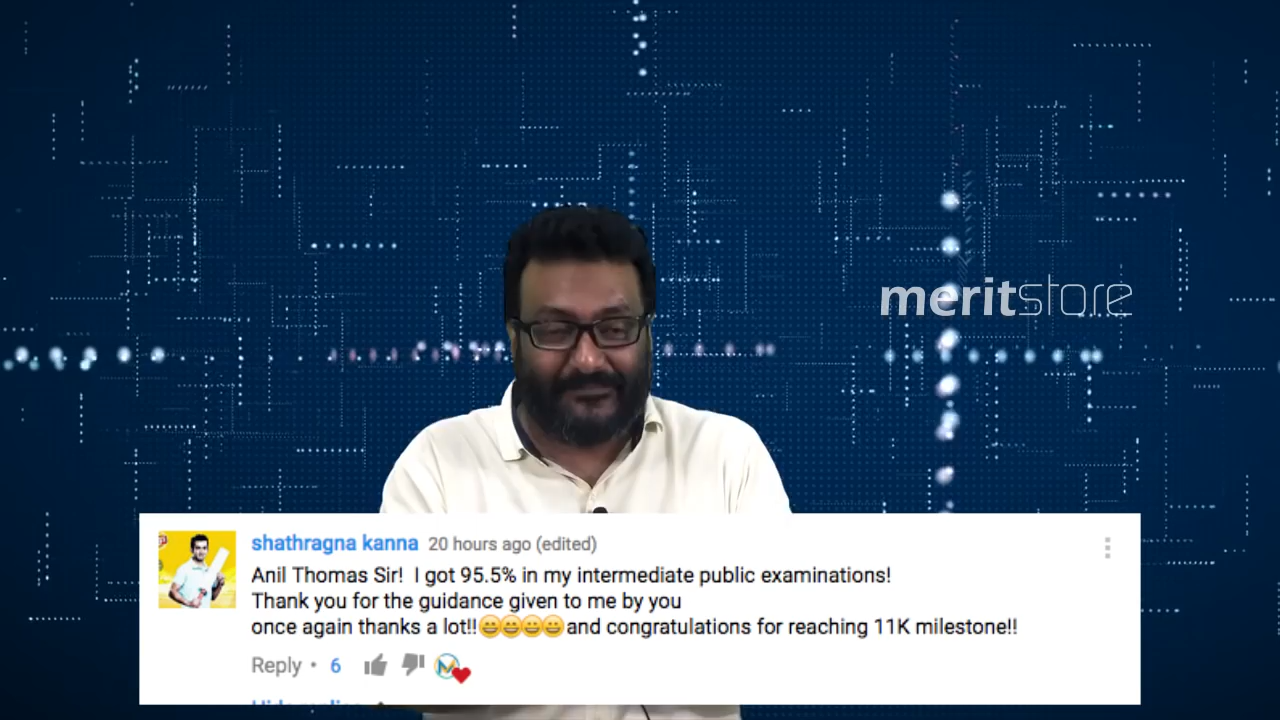 meritstore
shathragna kanna 20 hours ago (edited)
Anil Thomas Sir! I got 95.5% in my intermediate public examinations!
Thank you for the guidance given to me by you
once again thanks a lot!!😄😄😄😄and congratulations for reaching 11K milestone!!
Reply • 6